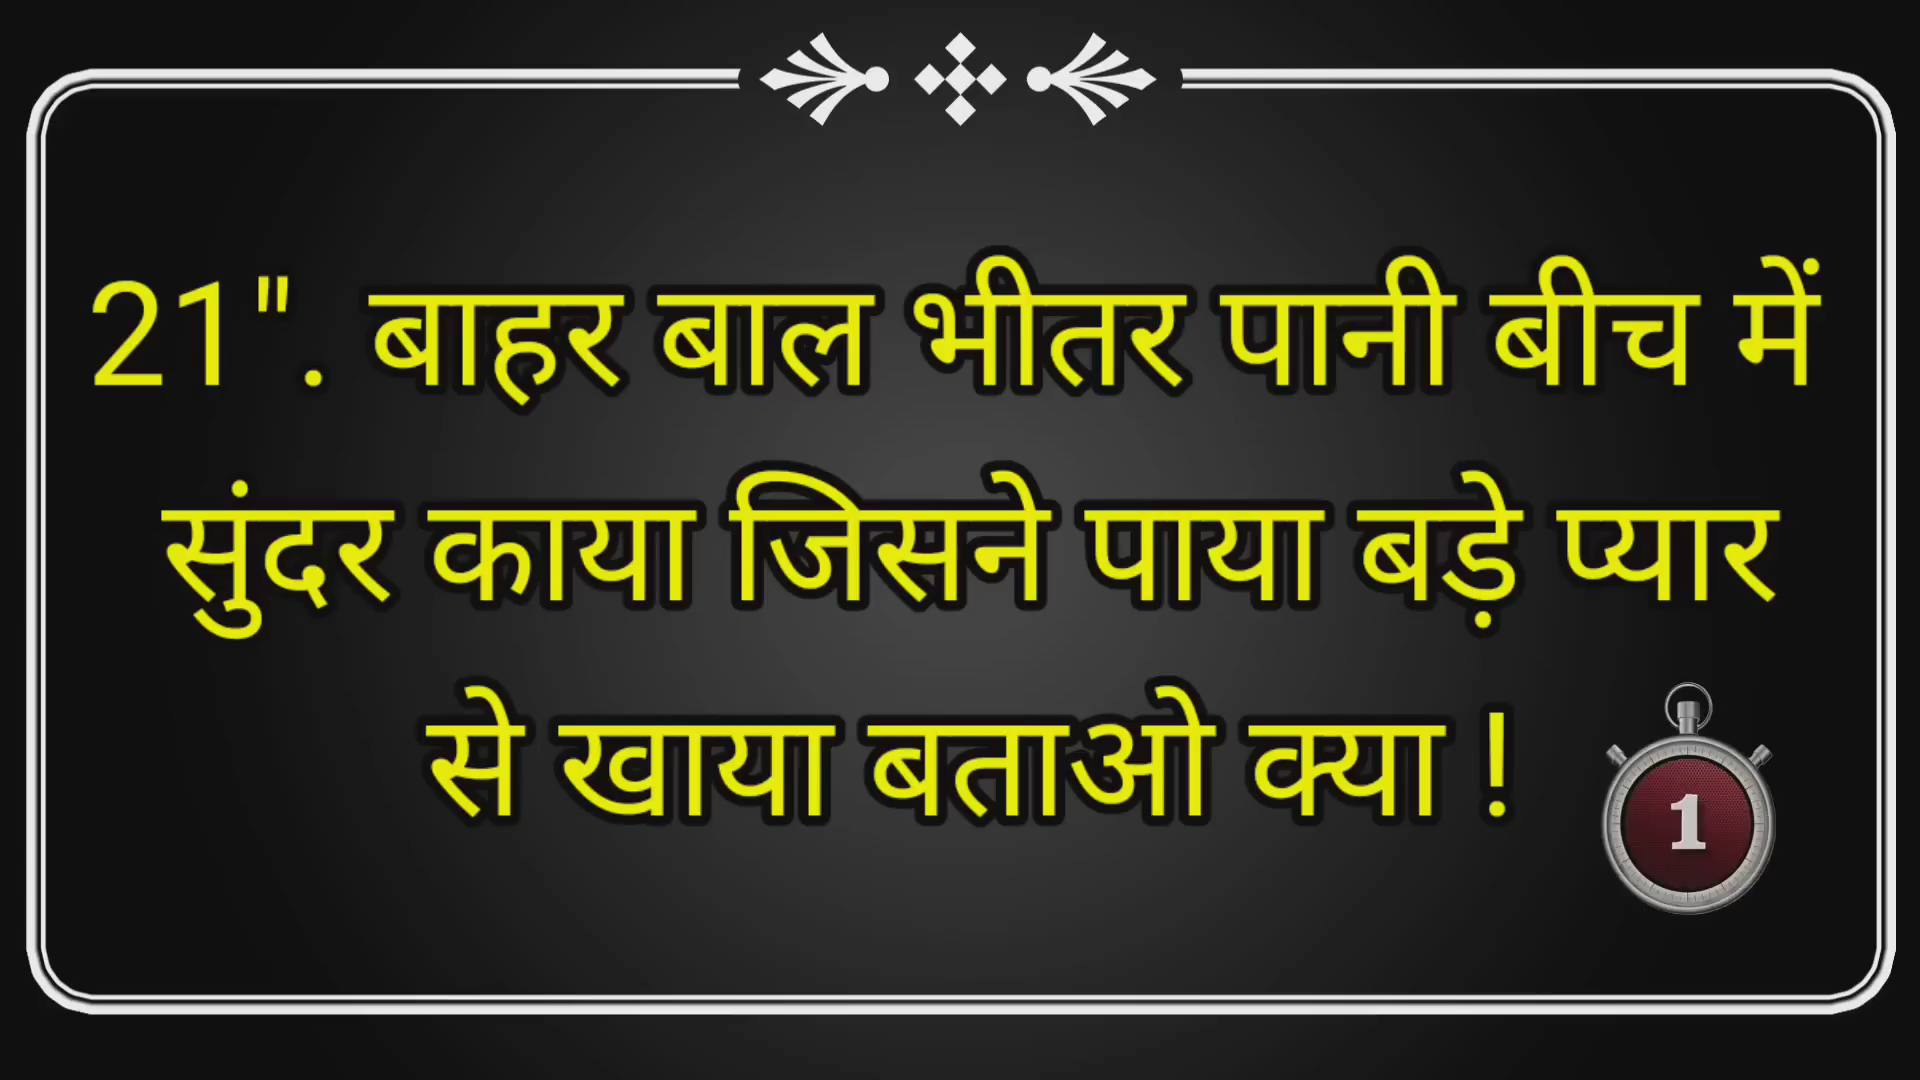 21". बाहर बाल भीतर पानी बीच में
सुंदर काया जिसने पाया बड़े प्यार
से खाया बताओ क्या !
1